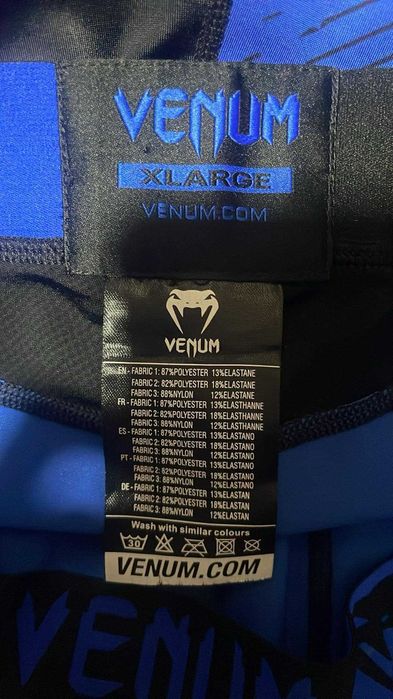 VENUM
XLARGE
VENUM.COM
VENUM
EN - FABRIC 1: 87%POLYESTER 13%ELASTANE
FABRIC 2: 82%POLYESTER 18%ELASTANE
FABRIC 3: 88%NYLON 12%ELASTANE
FR - FABRIC 1: 87%POLYESTER 13%ELASTHANNE
FABRIC 2: 82%POLYESTER 18%ELASTHANNE
FABRIC 3: 88%NYLON 12%ELASTHANNE
ES - FABRIC 1: 87%POLYESTER 13%ELASTANO
FABRIC 2: 82%POLYESTER 18%ELASTANO
FABRIC 3: 88%NYLON 12%ELASTANO
PT - FABRIC 1: 87%POLYESTER 13%ELASTANO
FABRIC 2: 82%POLYESTER 18%ELASTANO
FABRIC 3: 88%NYLON 12%ELASTANO
DE - FABRIC 1: 87%POLYESTER 13%ELASTAN
FABRIC 2: 82%POLYESTER 18%ELASTAN
FABRIC 3: 88%NYLON 12%ELASTAN
Wash with similar colours
30
VENUM.COM
VENUM